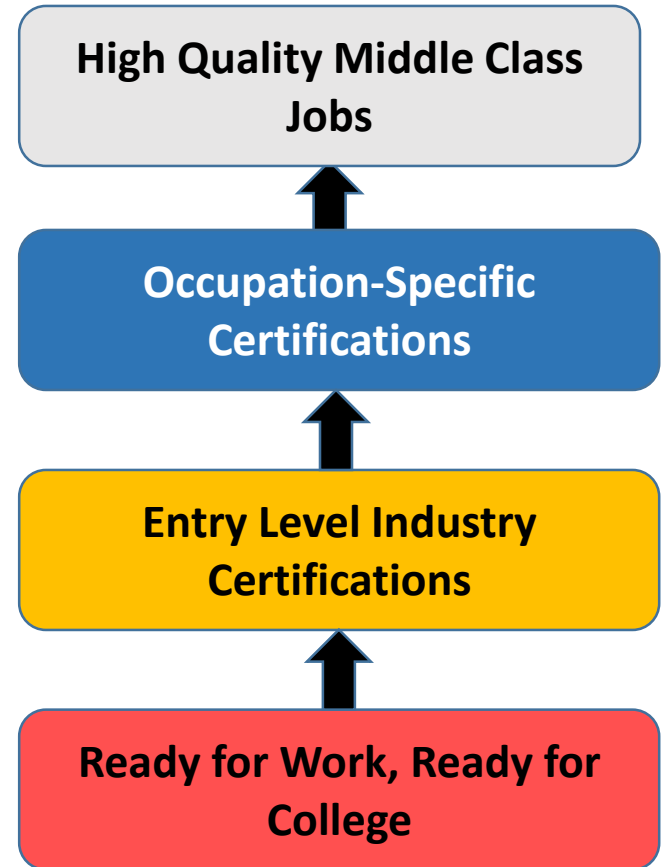 High Quality Middle Class
Jobs
Occupation-Specific
Certifications
Entry Level Industry
Certifications
Ready for Work, Ready for
College